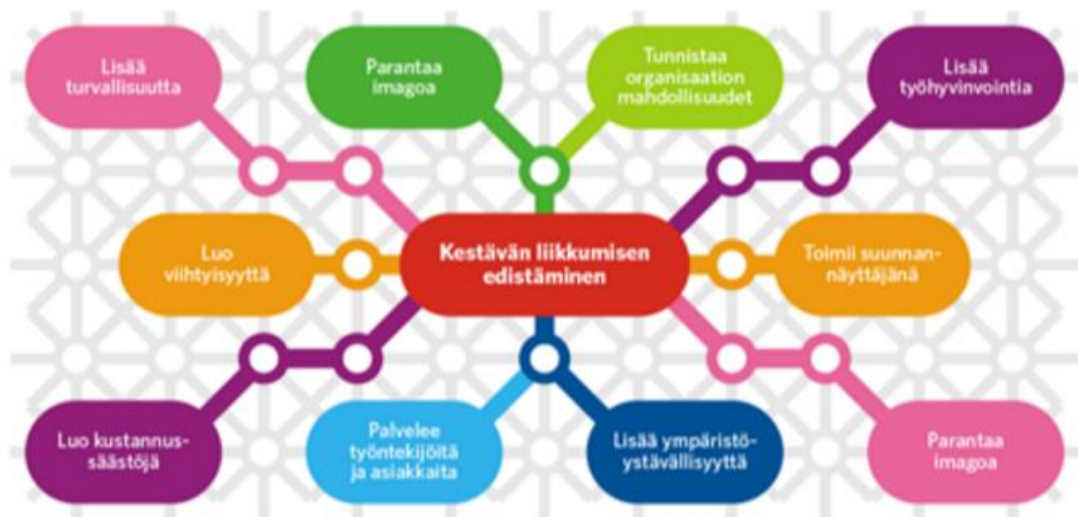 Lisää
turvallisuutta
Parantaa
imagoa
Tunnistaa
organisaation
mahdollisuudet
Lisää
työhyvinvointia
Luo
viihtyisyyttä
Kestävän liikkumisen
edistäminen
Toimii suunnan-
näyttäjänä
Luo kustannus-
säästöjä
Palvelee
työntekijöitä
ja asiakkaita
Lisää ympäristö-
ystävällisyyttä
Parantaa
imagoa